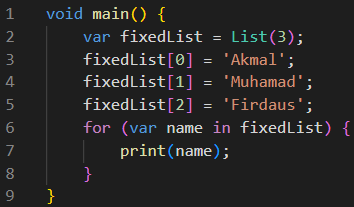 1 void main() {
2     var fixedList = List(3);
3     fixedList[0] = 'Akmal';
4     fixedList[1] = 'Muhamad';
5     fixedList[2] = 'Firdaus';
6     for (var name in fixedList) {
7         print(name);
8     }
9 }